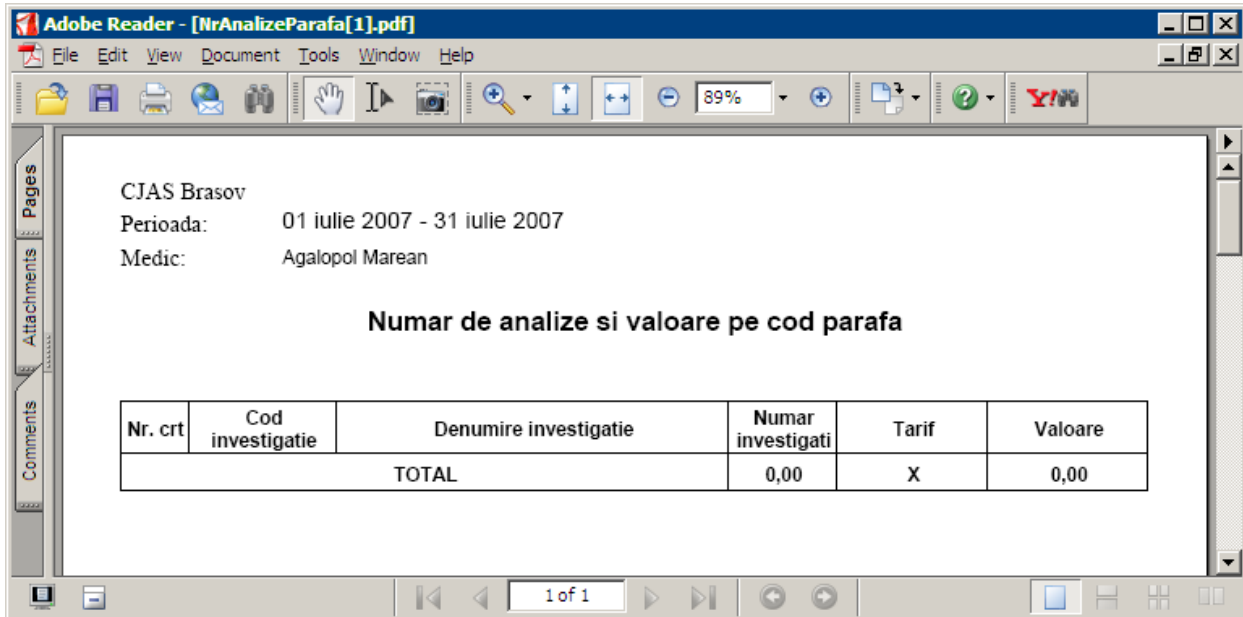 Adobe Reader - [NrAnalizeParafa[1].pdf]
File Edit View Document Tools Window Help
89%
Y!
Pages
Attachments
Comments
CJAS Brasov
Perioada: 01 iulie 2007 - 31 iulie 2007
Medic: Agalopol Marean
Numar de analize si valoare pe cod parafa
Nr. crt Cod investigatie Denumire investigatie Numar investigati Tarif Valoare
TOTAL 0,00 X 0,00
1 of 1